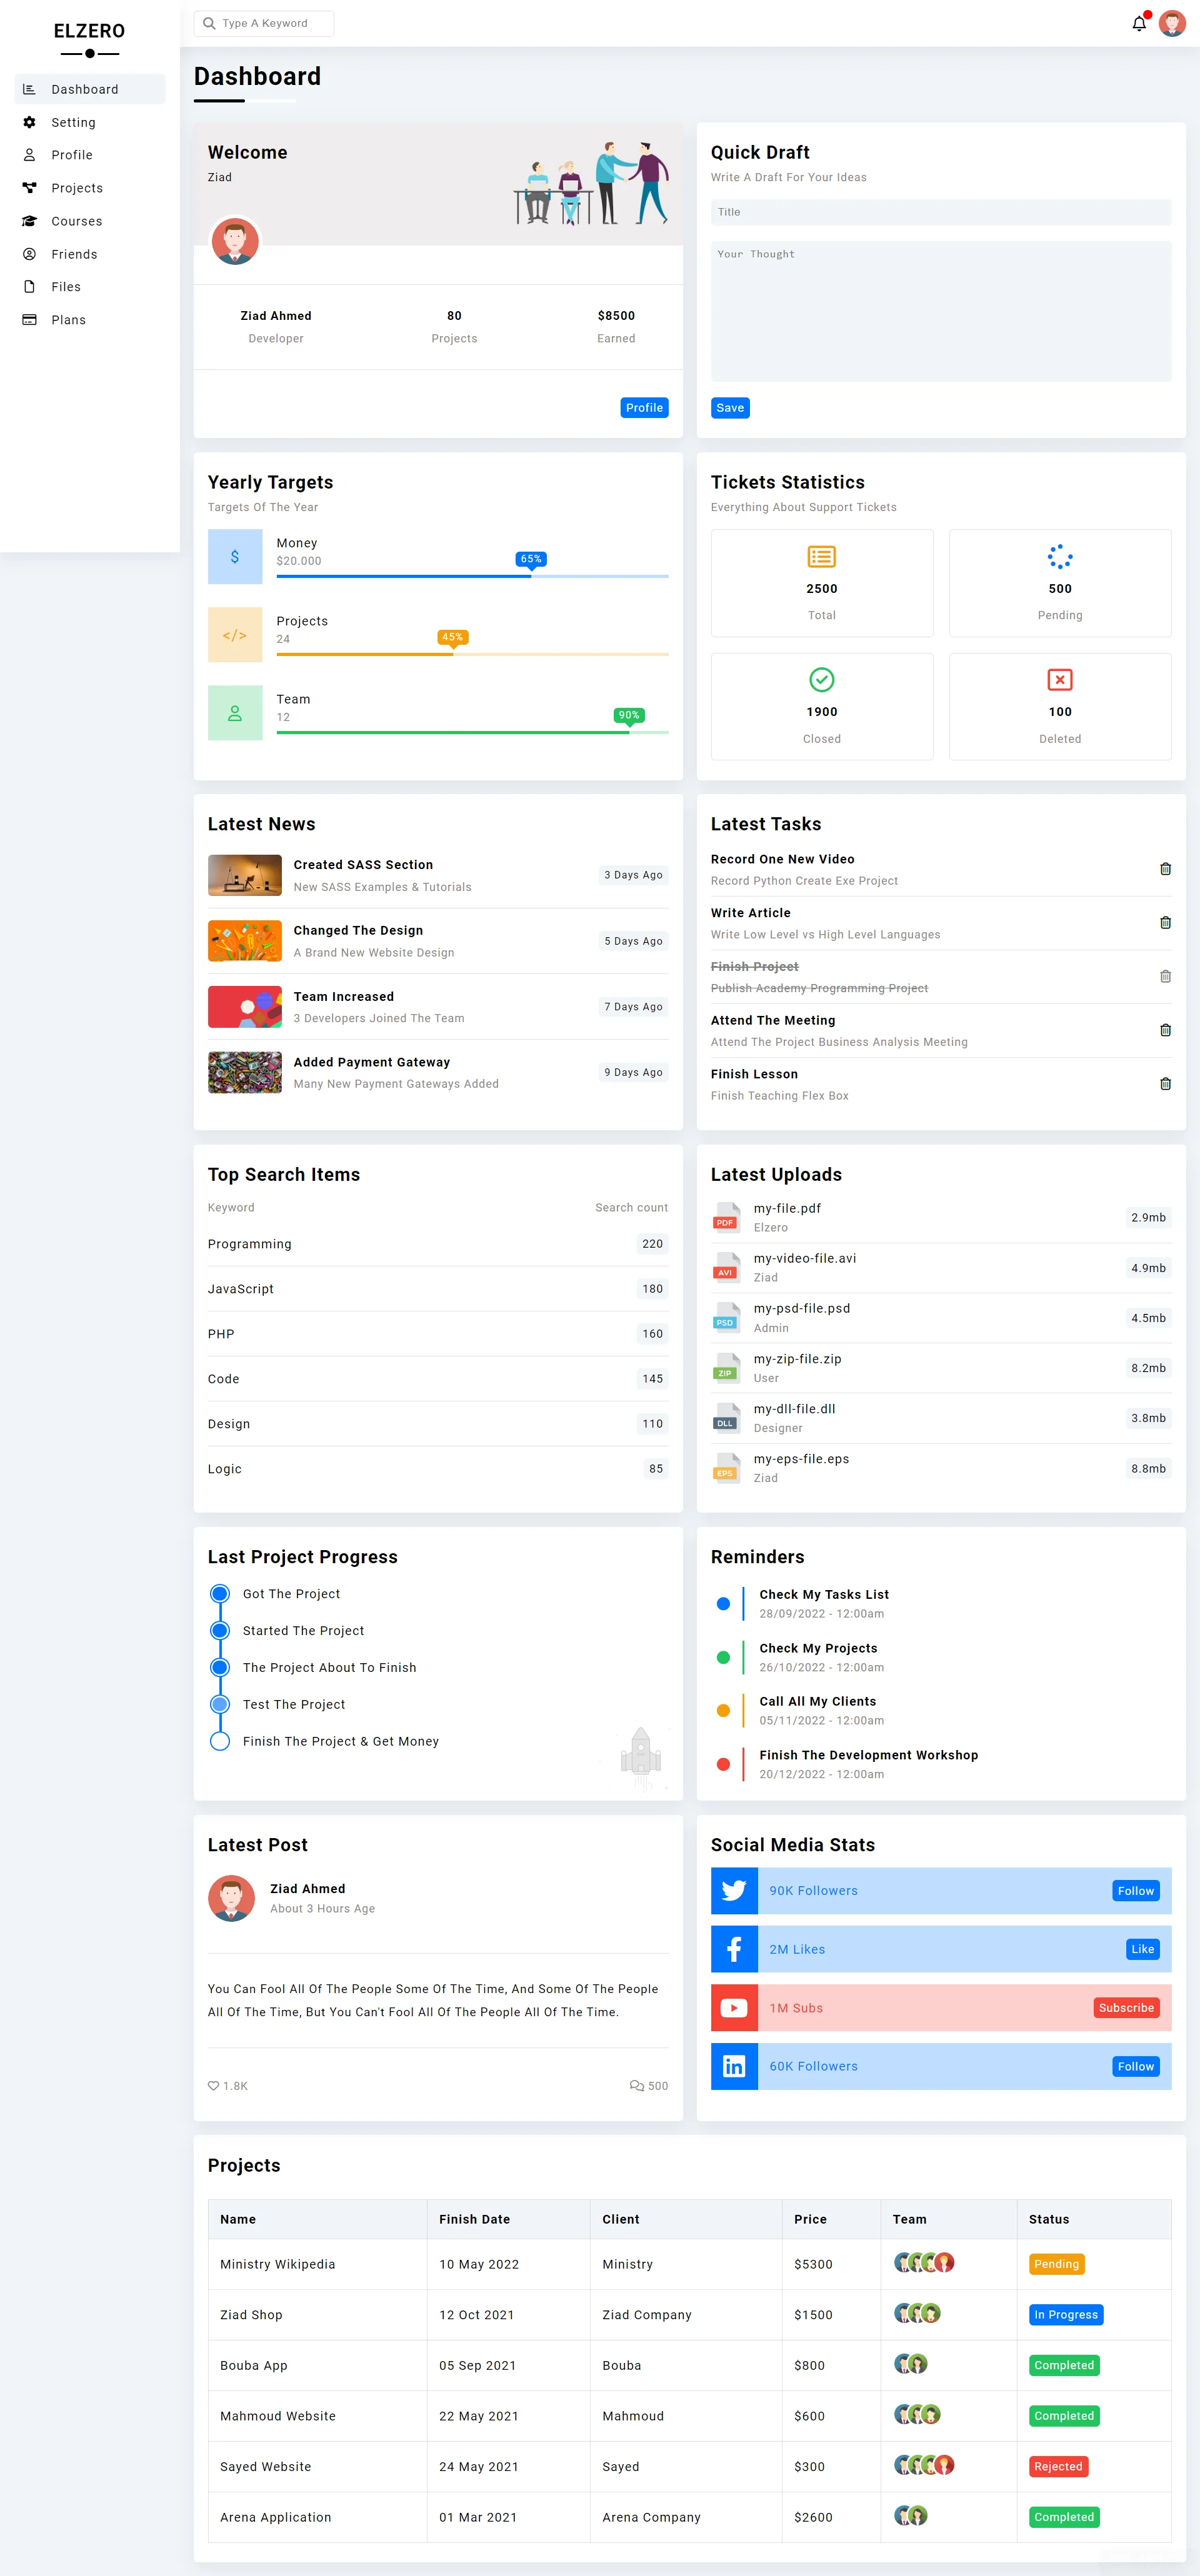 ELZERO
Dashboard
Setting
Profile
Projects
Courses
Friends
Files
Plans
Type A Keyword
Dashboard
Welcome
Ziad
Ziad Ahmed
Developer
80
Projects
$8500
Earned
Profile
Quick Draft
Write A Draft For Your Ideas
Title
Your Thought
Save
Yearly Targets
Targets Of The Year
$
Money
$20.000
65%
</>
Projects
24
45%
Team
12
90%
Tickets Statistics
Everything About Support Tickets
2500
Total
500
Pending
1900
Closed
100
Deleted
Latest News
Created SASS Section
New SASS Examples & Tutorials
3 Days Ago
Changed The Design
A Brand New Website Design
5 Days Ago
Team Increased
3 Developers Joined The Team
7 Days Ago
Added Payment Gateway
Many New Payment Gateways Added
9 Days Ago
Latest Tasks
Record One New Video
Record Python Create Exe Project
Write Article
Write Low Level vs High Level Languages
Finish Project
Publish Academy Programming Project
Attend The Meeting
Attend The Project Business Analysis Meeting
Finish Lesson
Finish Teaching Flex Box
Top Search Items
Keyword Search count
Programming 220
JavaScript 180
PHP 160
Code 145
Design 110
Logic 85
Latest Uploads
PDF
my-file.pdf
Elzero
2.9mb
AVI
my-video-file.avi
Ziad
4.9mb
PSD
my-psd-file.psd
Admin
4.5mb
ZIP
my-zip-file.zip
User
8.2mb
DLL
my-dll-file.dll
Designer
3.8mb
EPS
my-eps-file.eps
Ziad
8.8mb
Last Project Progress
Got The Project
Started The Project
The Project About To Finish
Test The Project
Finish The Project & Get Money
Reminders
Check My Tasks List
28/09/2022 - 12:00am
Check My Projects
26/10/2022 - 12:00am
Call All My Clients
05/11/2022 - 12:00am
Finish The Development Workshop
20/12/2022 - 12:00am
Latest Post
Ziad Ahmed
About 3 Hours Age
You Can Fool All Of The People Some Of The Time, And Some Of The People
All Of The Time, But You Can't Fool All Of The People All Of The Time.
1.8K
500
Social Media Stats
90K Followers Follow
2M Likes Like
1M Subs Subscribe
in 60K Followers Follow
Projects
Name Finish Date Client Price Team Status
Ministry Wikipedia 10 May 2022 Ministry $5300 Pending
Ziad Shop 12 Oct 2021 Ziad Company $1500 In Progress
Bouba App 05 Sep 2021 Bouba $800 Completed
Mahmoud Website 22 May 2021 Mahmoud $600 Completed
Sayed Website 24 May 2021 Sayed $300 Rejected
Arena Application 01 Mar 2021 Arena Company $2600 Completed